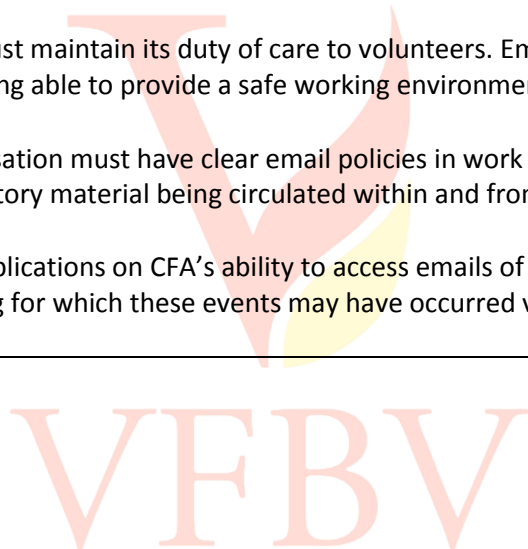 ust maintain its duty of care to volunteers. Em
ng able to provide a safe working environmen
sation must have clear email policies in work
tory material being circulated within and from
plications on CFA's ability to access emails of
g for which these events may have occurred v
VFBV